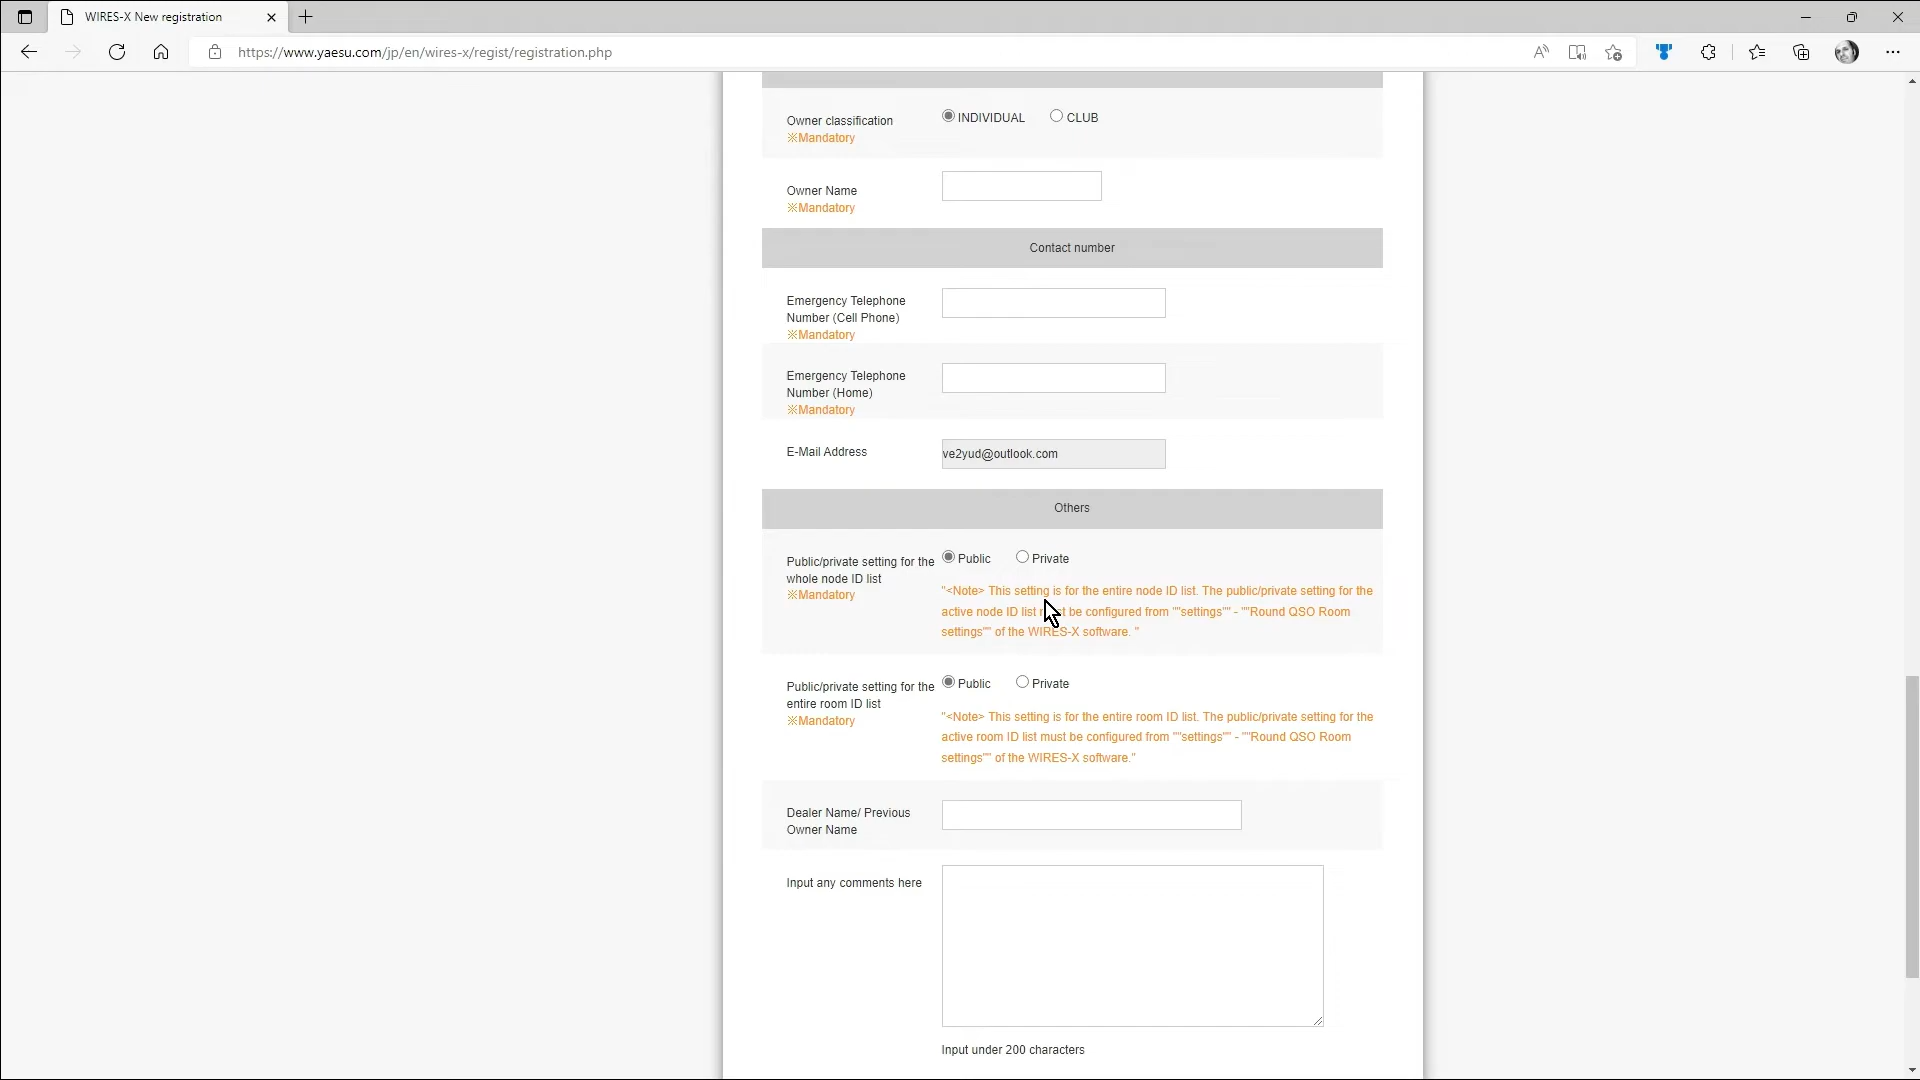 WIRES-X New registration
https://www.yaesu.com/jp/en/wires-x/regist/registration.php
Owner classification
※Mandatory
INDIVIDUAL
CLUB
Owner Name
※Mandatory
Contact number
Emergency Telephone
Number (Cell Phone)
※Mandatory
Emergency Telephone
Number (Home)
※Mandatory
E-Mail Address
ve2yud@outlook.com
Others
Public/private setting for the
whole node ID list
※Mandatory
Public
Private
"<Note> This setting is for the entire node ID list. The public/private setting for the
active node ID list must be configured from ""settings"" - ""Round QSO Room
settings"" of the WIRES-X software. "
Public/private setting for the
entire room ID list
※Mandatory
Public
Private
"<Note> This setting is for the entire room ID list. The public/private setting for the
active room ID list must be configured from ""settings"" - ""Round QSO Room
settings"" of the WIRES-X software."
Dealer Name/ Previous
Owner Name
Input any comments here
Input under 200 characters